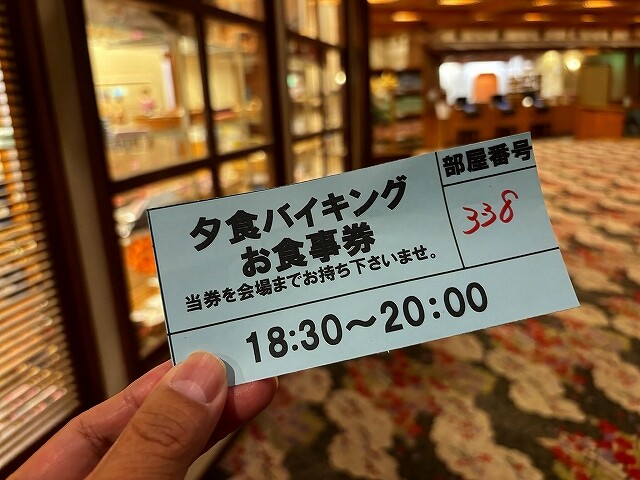 夕食バイキング
お食事券
当券を会場までお持ち下さいませ。
部屋番号
338
18:30～20:00